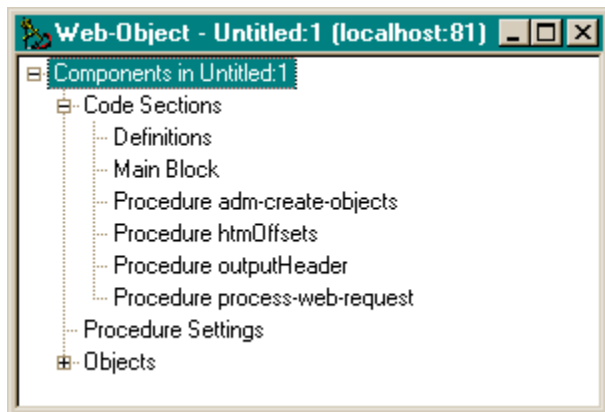 Web-Object - Untitled:1 (localhost:81)
Components in Untitled:1
Code Sections
Definitions
Main Block
Procedure adm-create-objects
Procedure htmOffsets
Procedure outputHeader
Procedure process-web-request
Procedure Settings
Objects